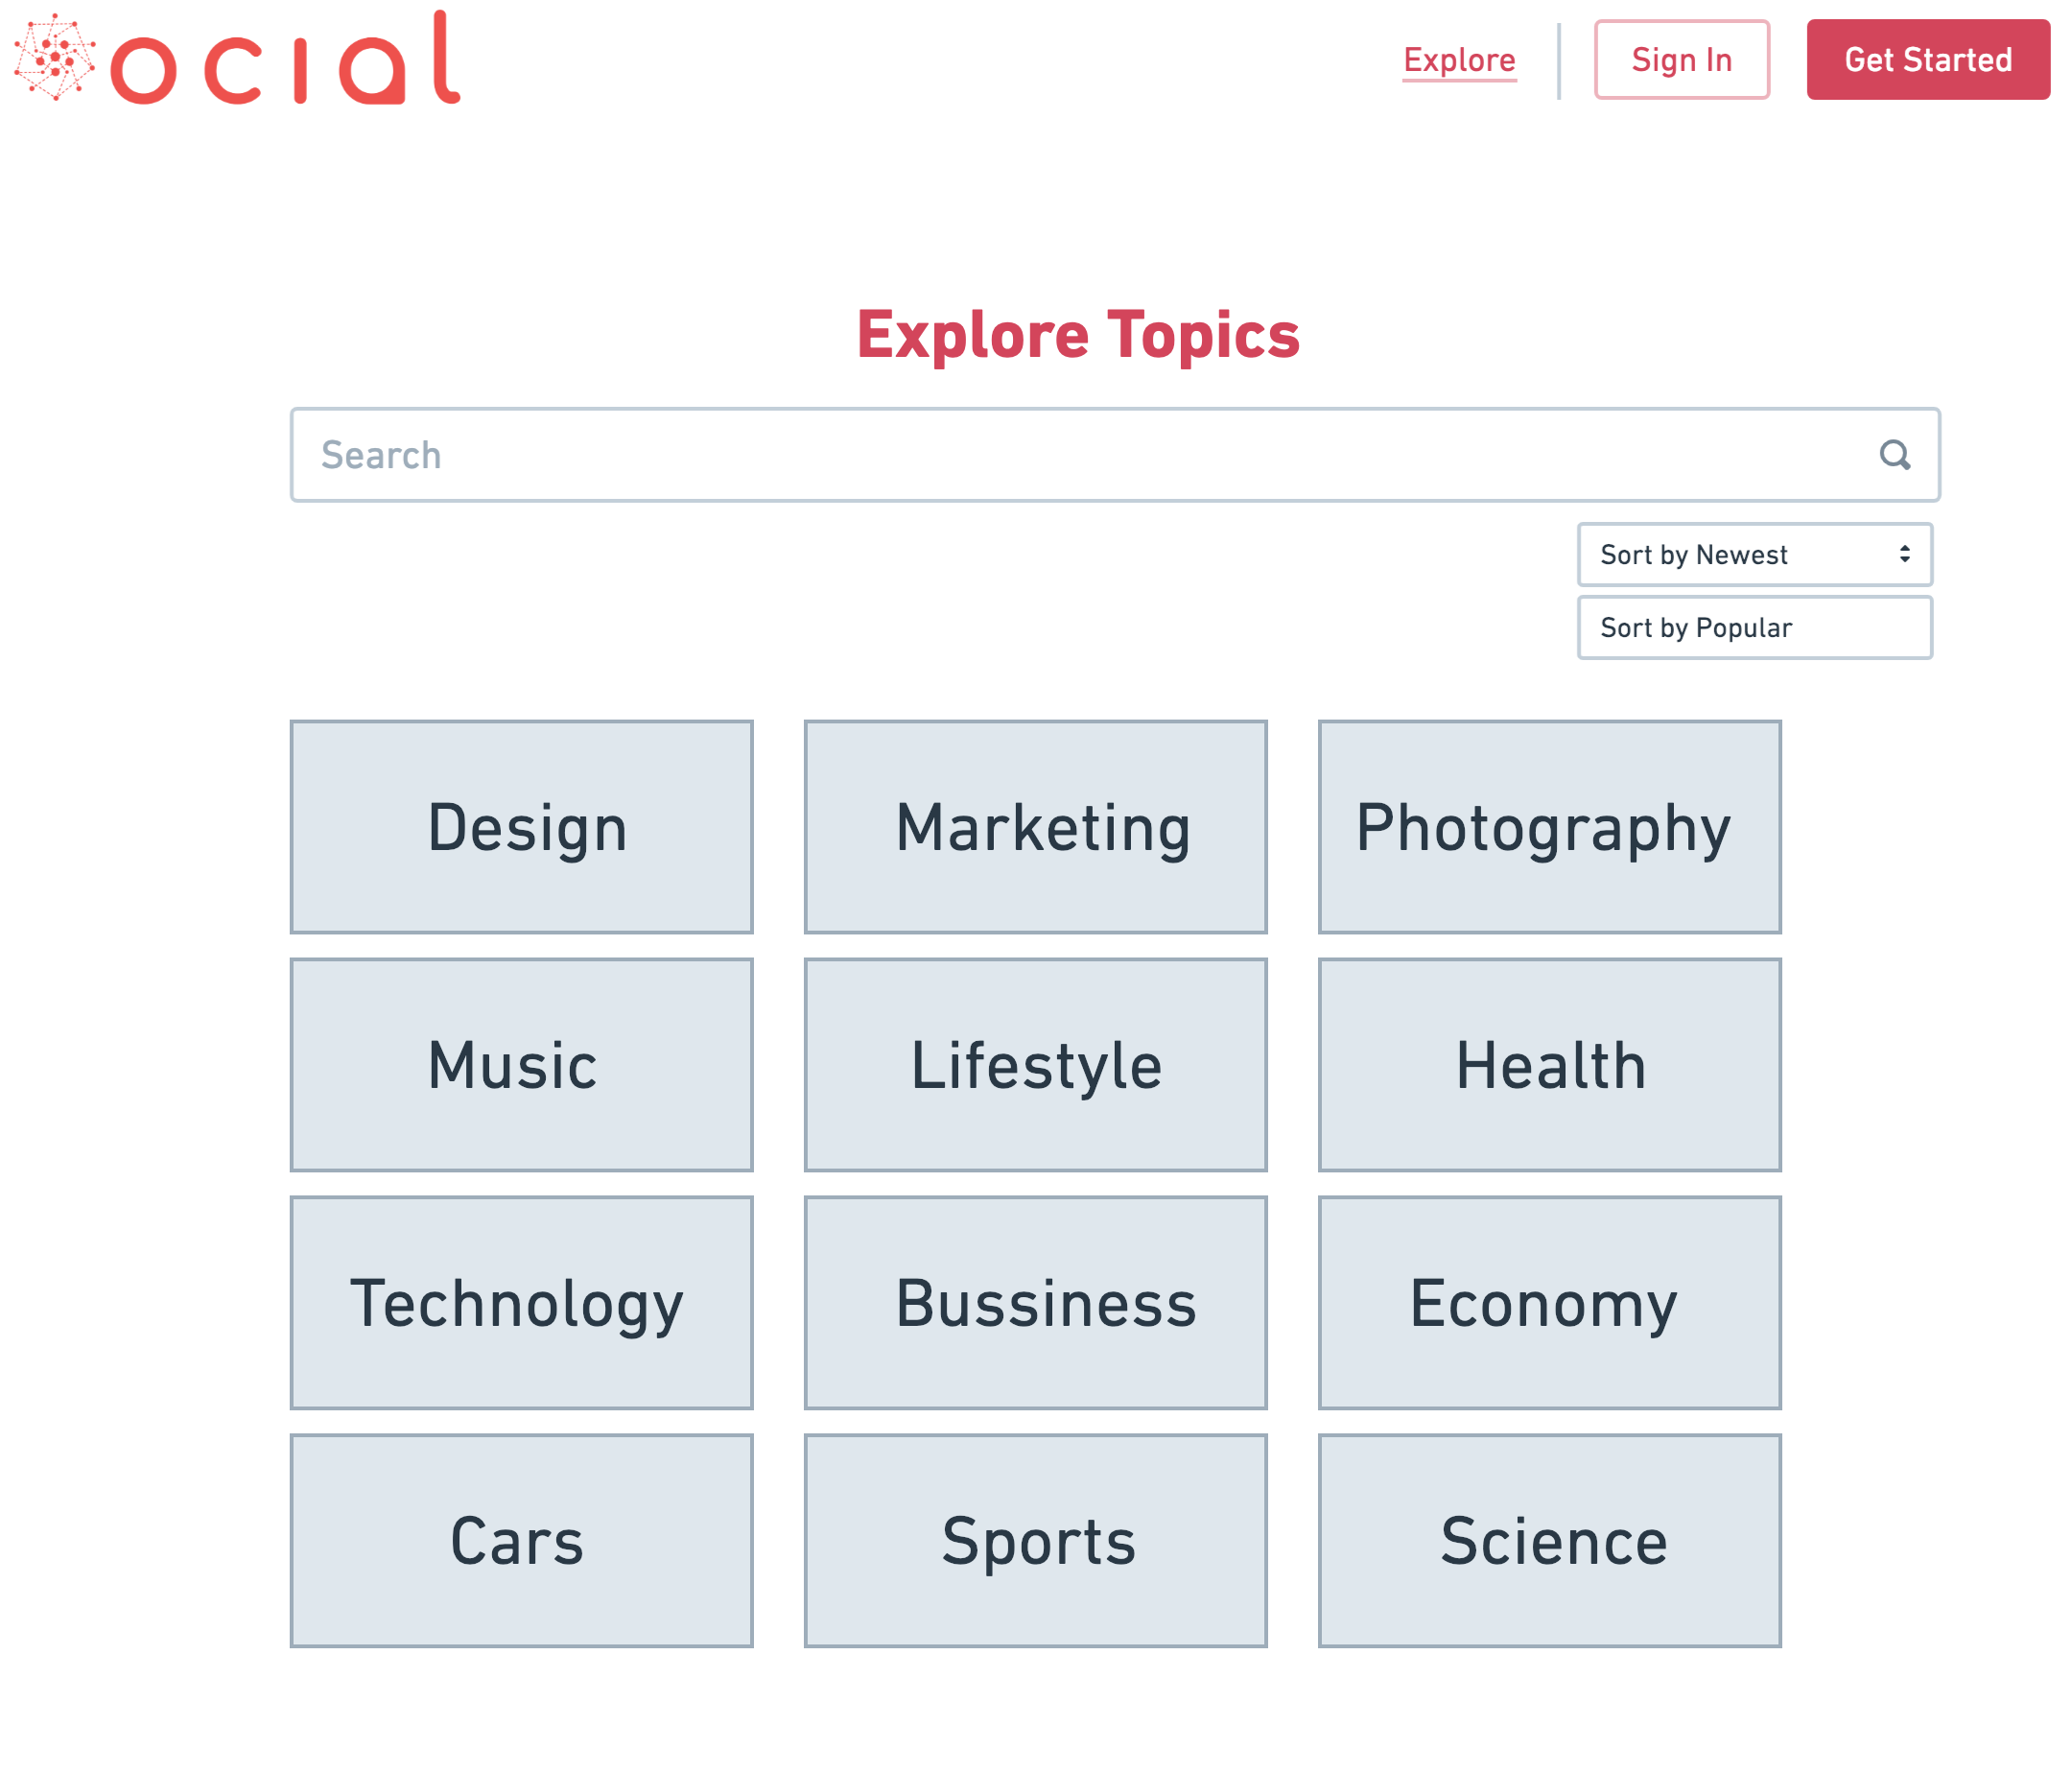 ocial
Explore
Sign In
Get Started
Explore Topics
Search
Sort by Newest
Sort by Popular
Design
Marketing
Photography
Music
Lifestyle
Health
Technology
Bussiness
Economy
Cars
Sports
Science